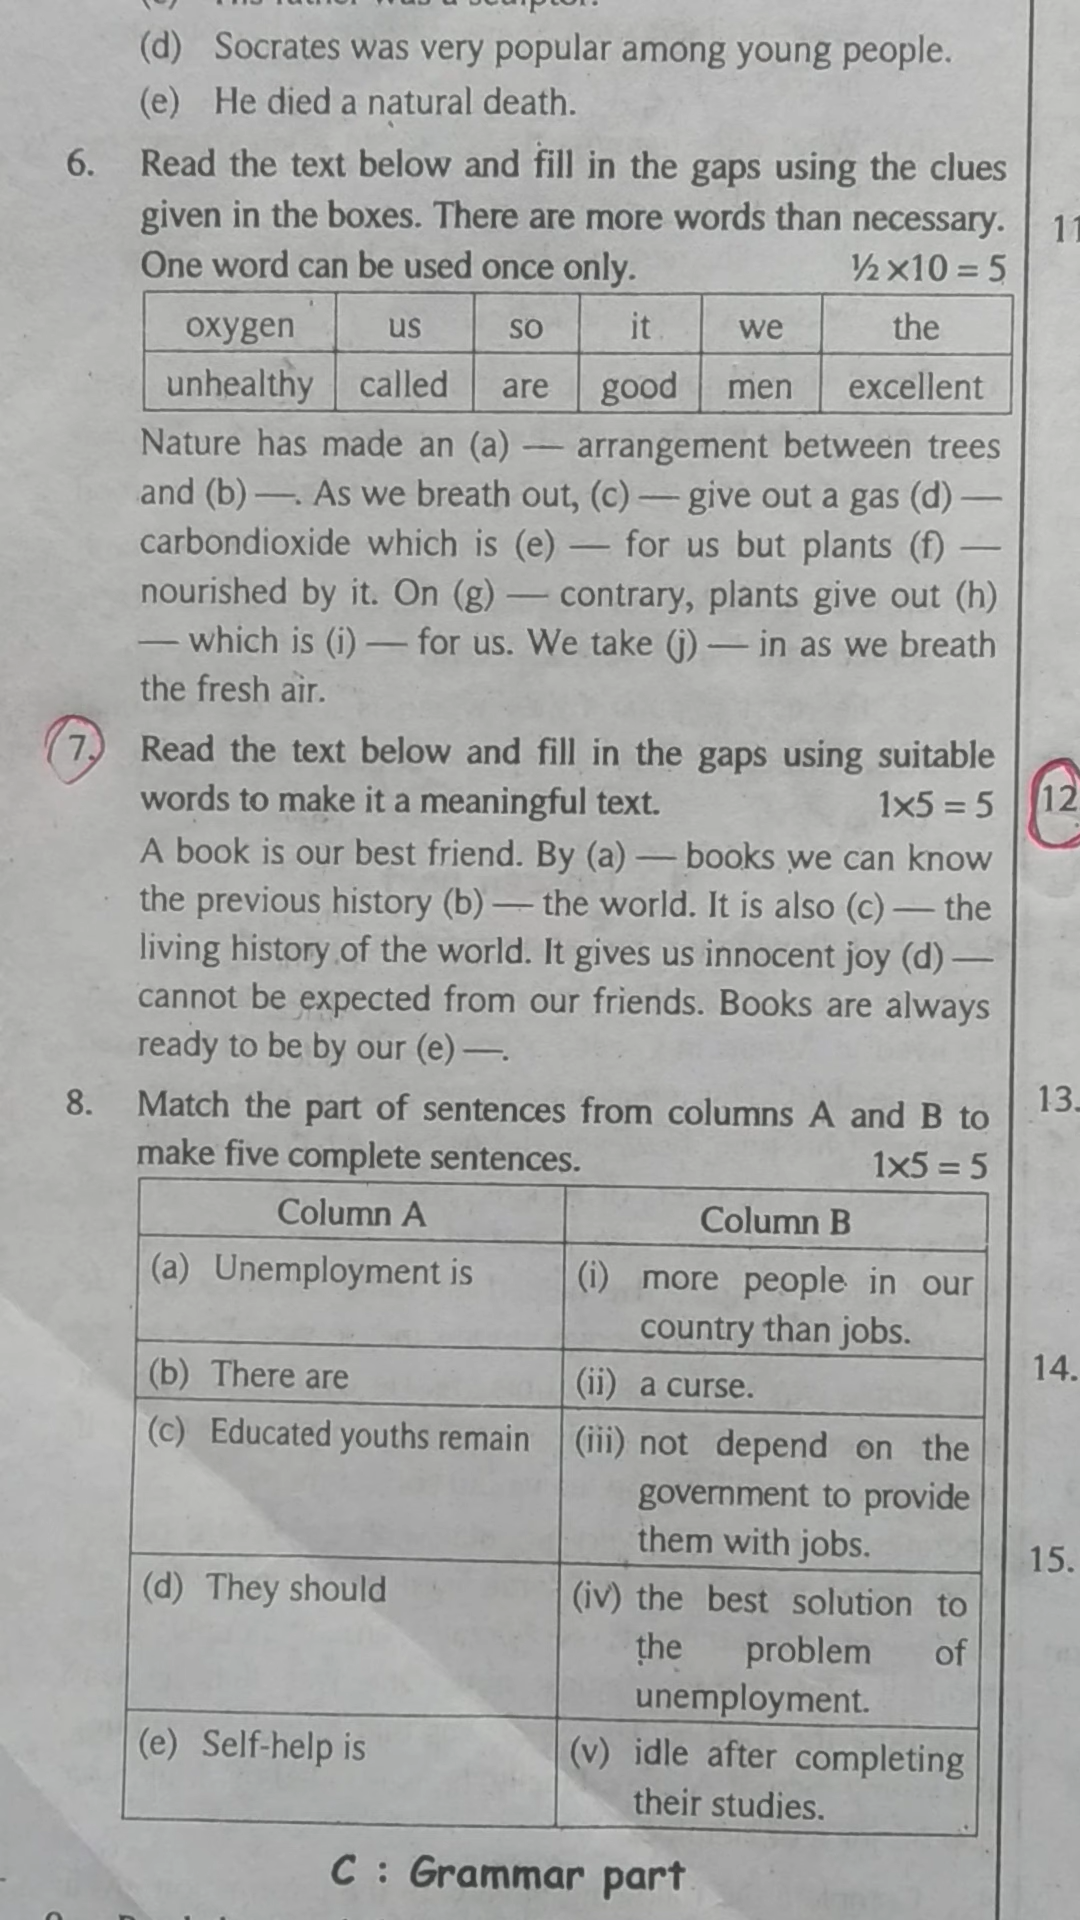 (d) Socrates was very popular among young people.
(e) He died a natural death.
6. Read the text below and fill in the gaps using the clues
given in the boxes. There are more words than necessary.
One word can be used once only. ½×10 = 5
oxygen us so it we the
unhealthy called are good men excellent
Nature has made an (a) — arrangement between trees
and (b) —. As we breath out, (c) — give out a gas (d) —
carbondioxide which is (e) — for us but plants (f) —
nourished by it. On (g) — contrary, plants give out (h)
— which is (i) — for us. We take (j) — in as we breath
the fresh air.
7. Read the text below and fill in the gaps using suitable
words to make it a meaningful text. 1×5 = 5
A book is our best friend. By (a) — books we can know
the previous history (b) — the world. It is also (c) — the
living history of the world. It gives us innocent joy (d) —
cannot be expected from our friends. Books are always
ready to be by our (e) —.
8. Match the part of sentences from columns A and B to
make five complete sentences. 1×5 = 5
Column A Column B
(a) Unemployment is (i) more people in our
country than jobs.
(b) There are (ii) a curse.
(c) Educated youths remain (iii) not depend on the
government to provide
them with jobs.
(d) They should (iv) the best solution to
the problem of
unemployment.
(e) Self-help is (v) idle after completing
their studies.
C : Grammar part
11
12
13.
14.
15.